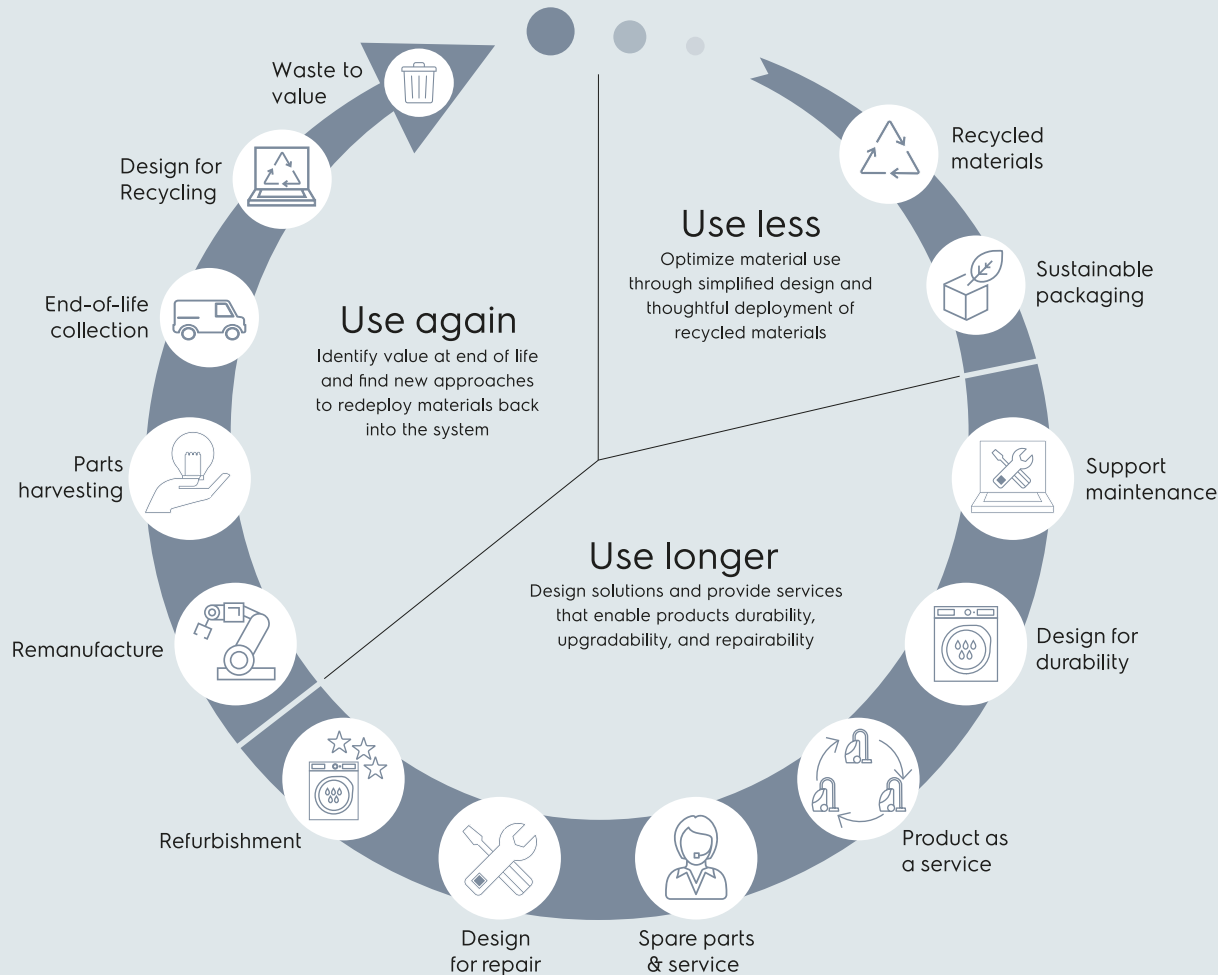 Use less
Optimize material use
through simplified design and
thoughtful deployment of
recycled materials
Recycled
materials
Sustainable
packaging
Use longer
Design solutions and provide services
that enable products durability,
upgradability, and repairability
Support
maintenance
Design for
durability
Product as
a service
Spare parts
& service
Design
for repair
Refurbishment
Use again
Identify value at end of life
and find new approaches
to redeploy materials back
into the system
Remanufacture
Parts
harvesting
End-of-life
collection
Design for
Recycling
Waste to
value